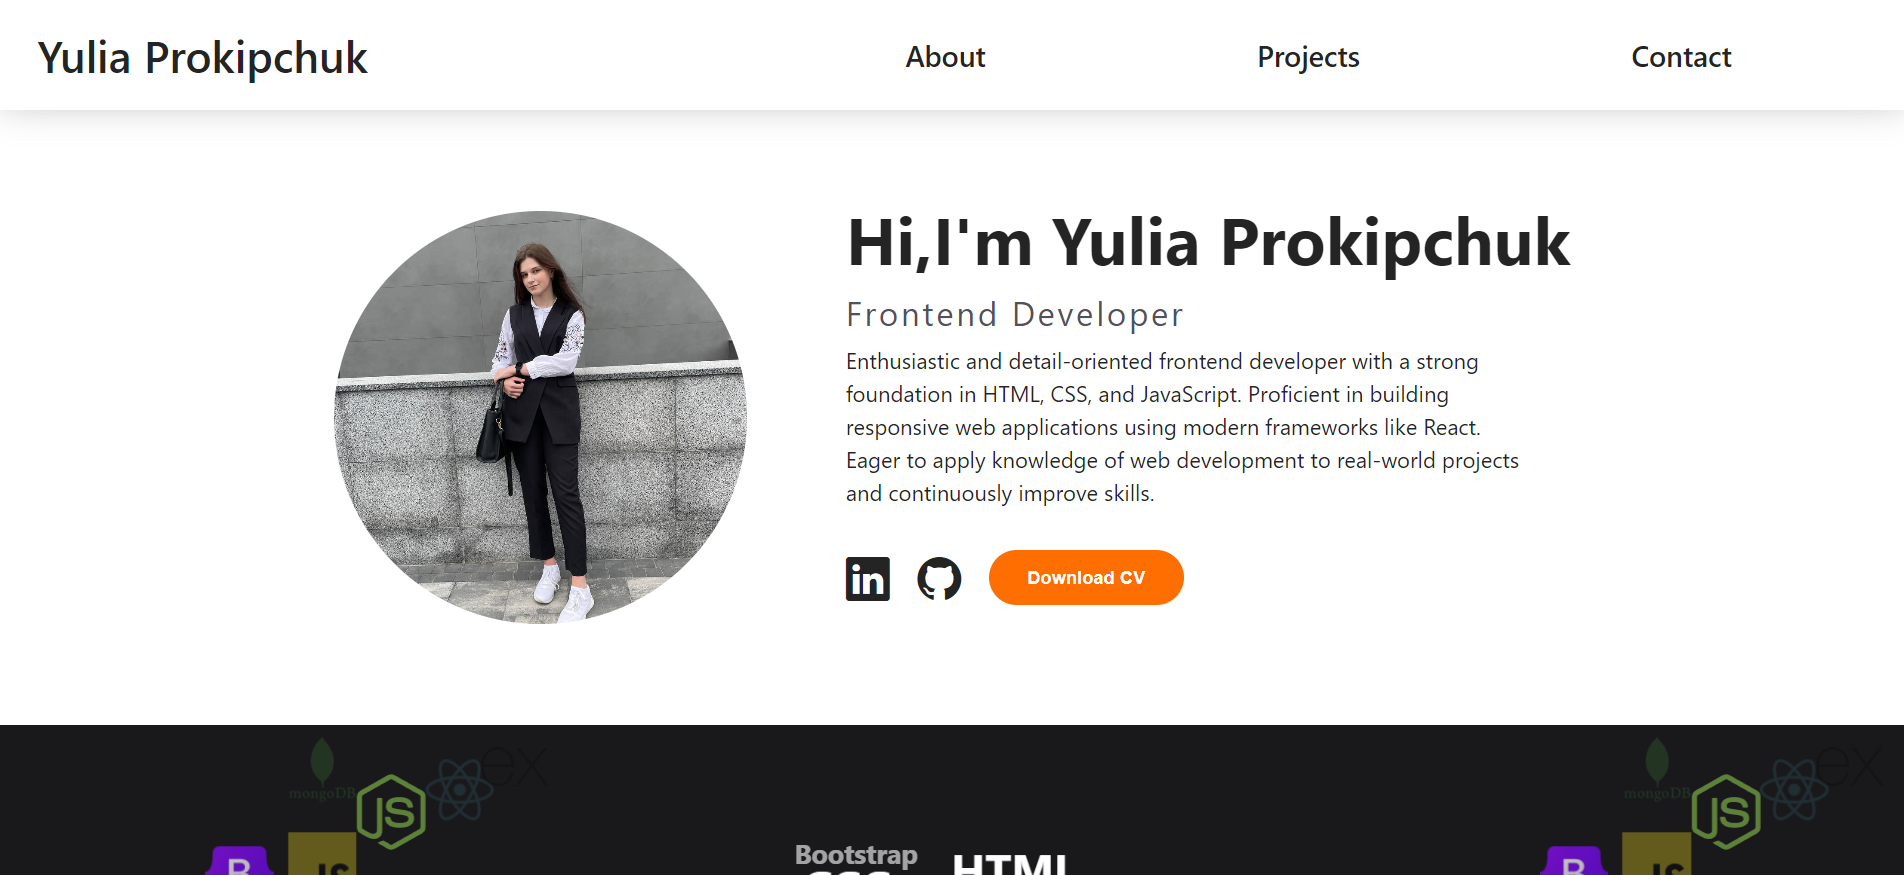 Yulia Prokipchuk
About
Projects
Contact
Hi,I'm Yulia Prokipchuk
Frontend Developer
Enthusiastic and detail-oriented frontend developer with a strong
foundation in HTML, CSS, and JavaScript. Proficient in building
responsive web applications using modern frameworks like React.
Eager to apply knowledge of web development to real-world projects
and continuously improve skills.
in
Download CV
mongoDB
ex
JS
mongoDB
ex
JS
B
JS
Bootstrap
CSS
HTML
B
JS